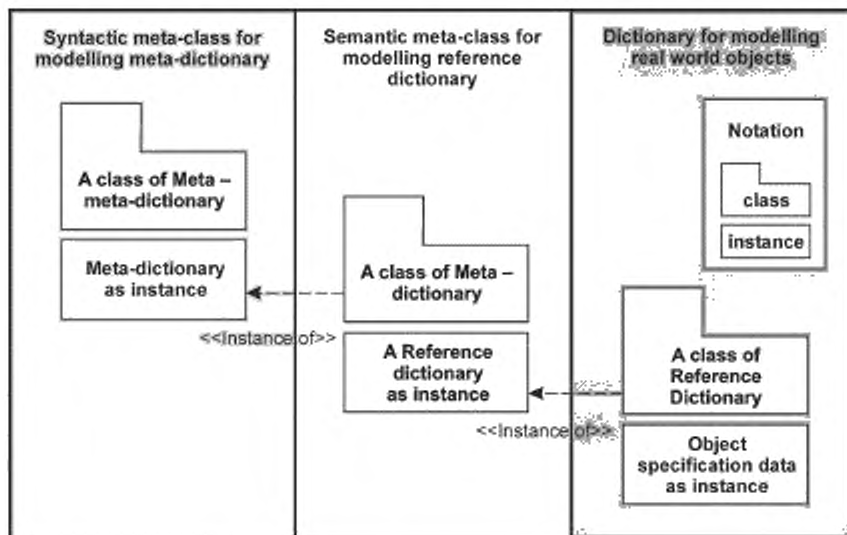 Syntactic meta-class for
modelling meta-dictionary
A class of Meta –
meta-dictionary
Meta-dictionary
as instance
<<Instance of>>
Semantic meta-class for
modelling reference
dictionary
A class of Meta –
dictionary
A Reference
dictionary
as instance
<<Instance of>>
Dictionary for modelling
real world objects
Notation
class
instance
A class of
Reference
Dictionary
Object
specification data
as instance